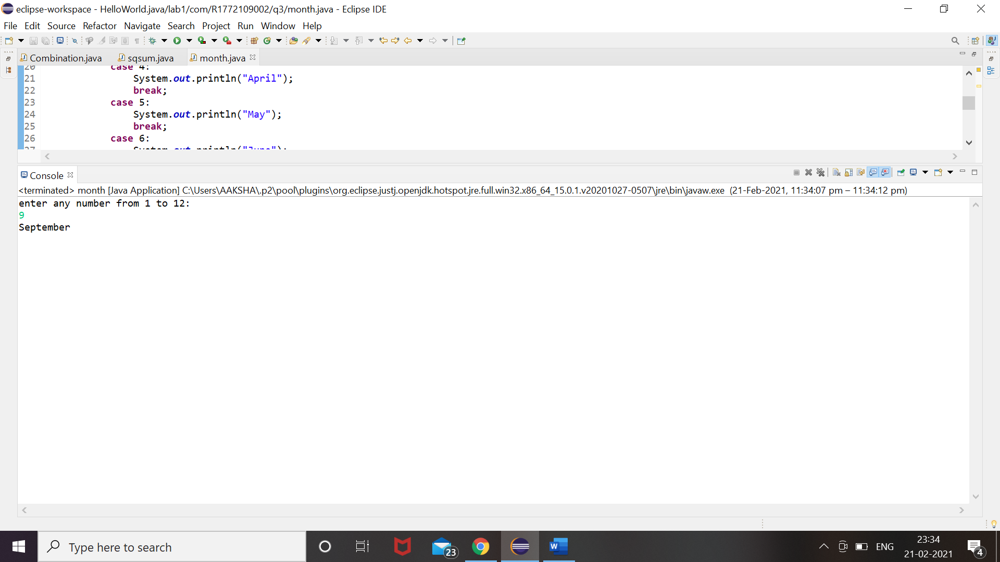 eclipse-workspace - HelloWorld.java/lab1/com/R1772109002/q3/month.java - Eclipse IDE
File Edit Source Refactor Navigate Search Project Run Window Help
Combination.java sqsum.java month.java
20 case 4:
21 System.out.println("April");
22 break;
23 case 5:
24 System.out.println("May");
25 break;
26 case 6:
27 System.out.println("June");
Console
<terminated> month [Java Application] C:\Users\AAKSHA\.p2\pool\plugins\org.eclipse.justj.openjdk.hotspot.jre.full.win32.x86_64_15.0.1.v20201027-0507\jre\bin\javaw.exe (21-Feb-2021, 11:34:07 pm – 11:34:12 pm)
enter any number from 1 to 12:
9
September
Type here to search
23
W
ENG
23:34
21-02-2021
4